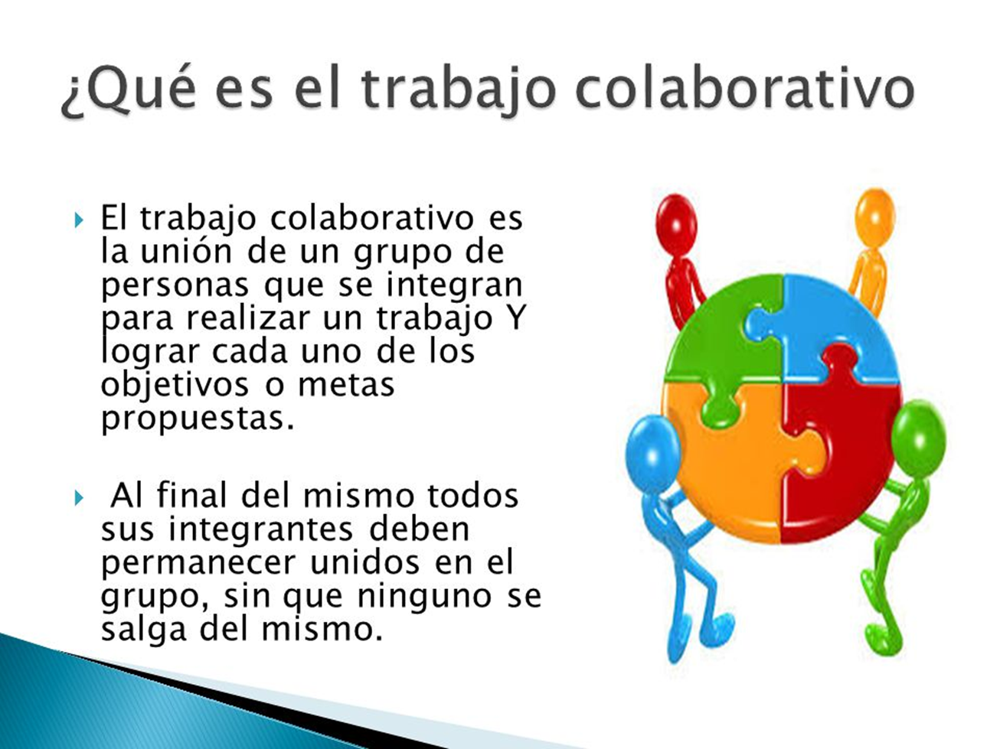 ¿Qué es el trabajo colaborativo
El trabajo colaborativo es
la unión de un grupo de
personas que se integran
para realizar un trabajo Y
lograr cada uno de los
objetivos o metas
propuestas.
Al final del mismo todos
sus integrantes deben
permanecer unidos en el
grupo, sin que ninguno se
salga del mismo.